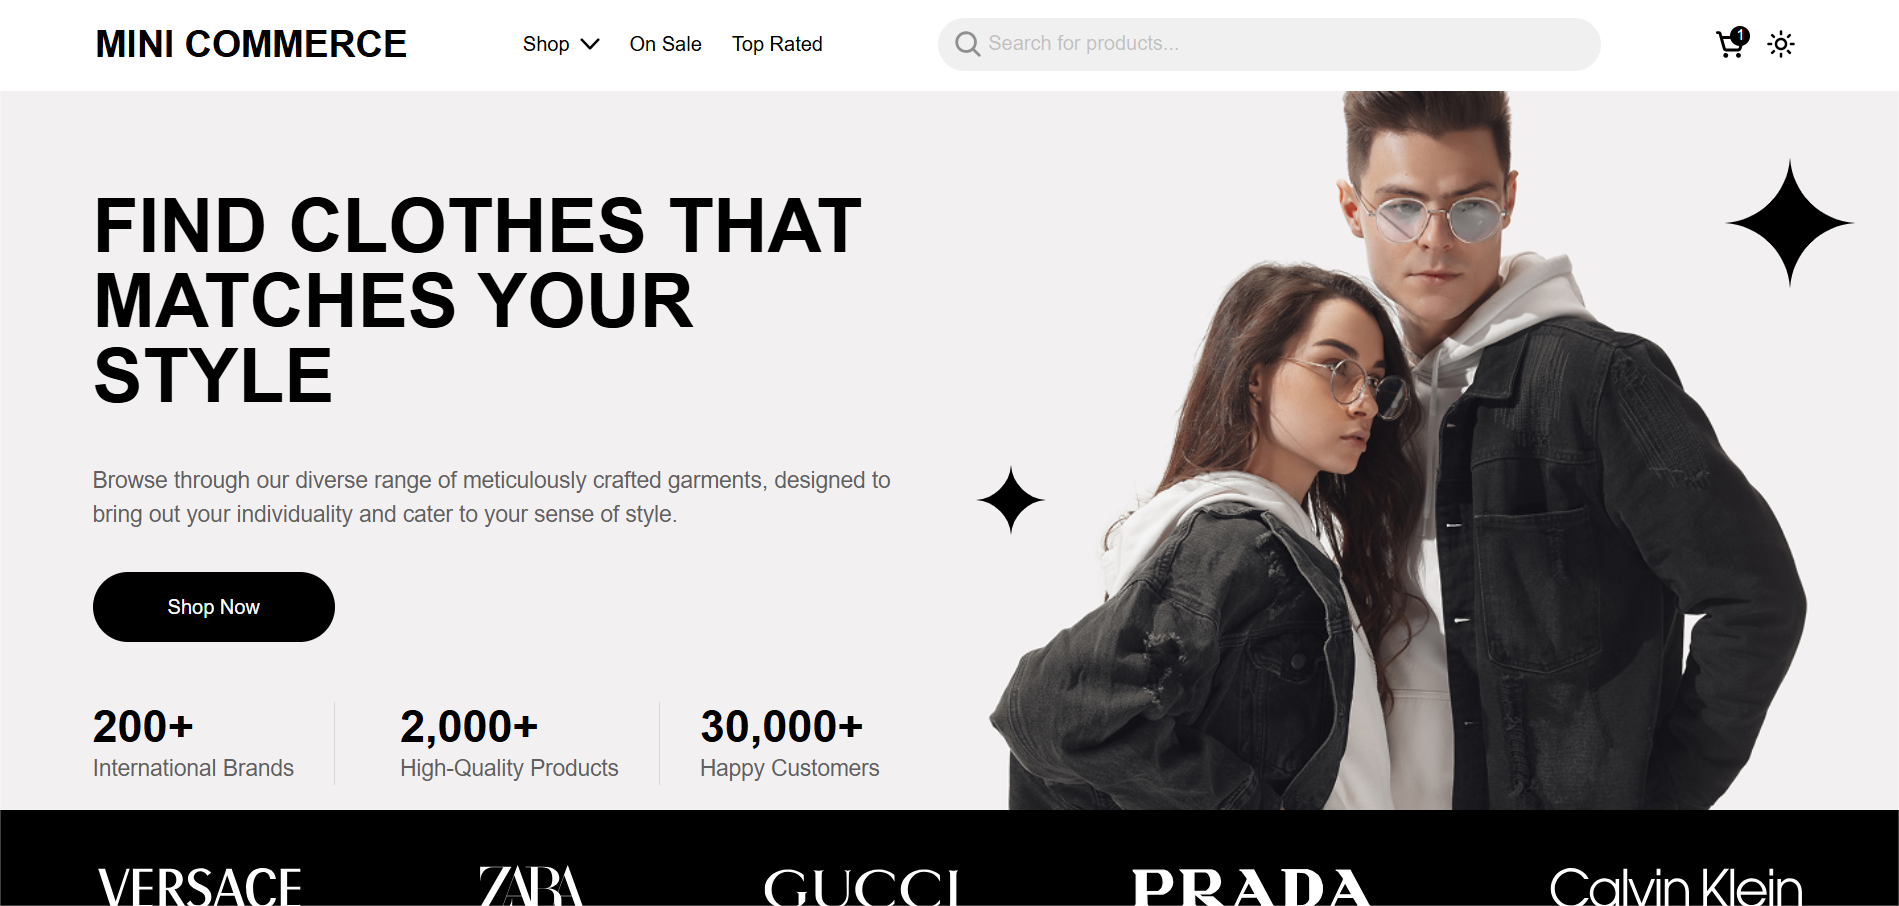 MINI COMMERCE
Shop
On Sale
Top Rated
Search for products...
1
FIND CLOTHES THAT
MATCHES YOUR
STYLE
Browse through our diverse range of meticulously crafted garments, designed to
bring out your individuality and cater to your sense of style.
Shop Now
200+
International Brands
2,000+
High-Quality Products
30,000+
Happy Customers
VERSACE
ZARA
GUCCI
PRADA
Calvin Klein